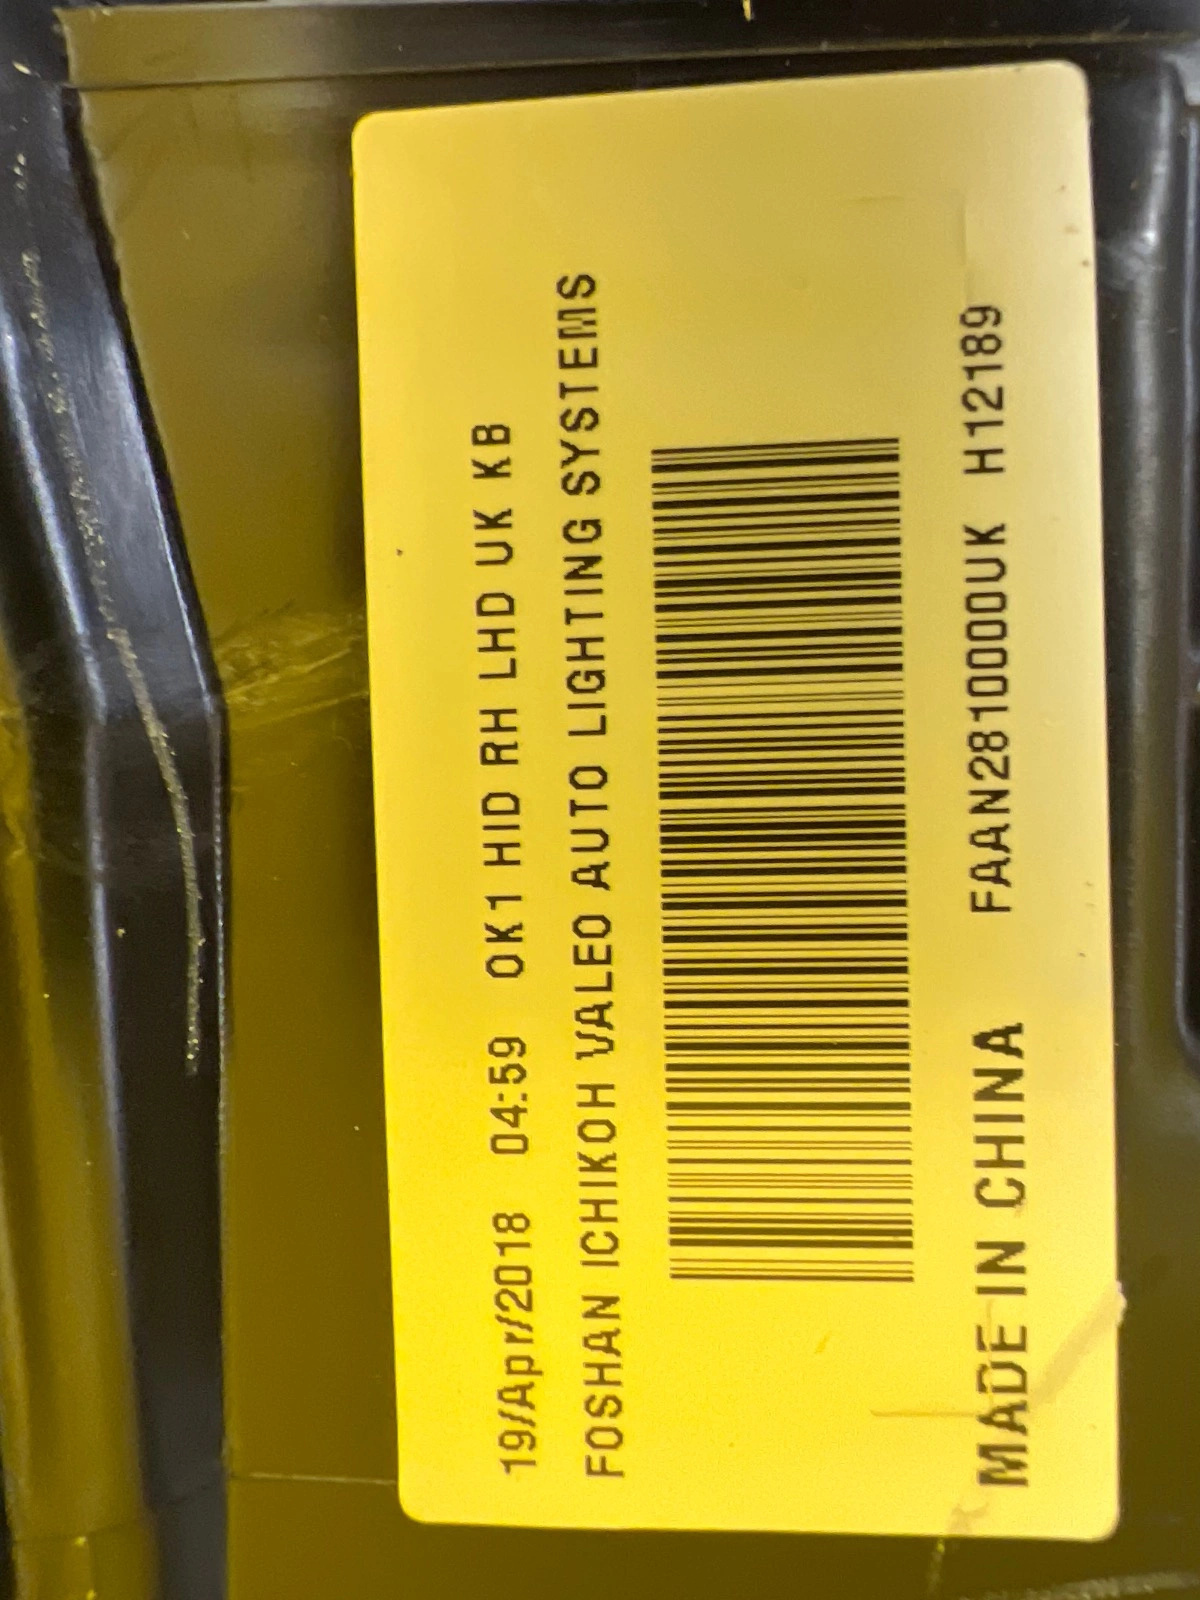 19/Apr/2018 04:59 OK1 HID RH LHD UK KB
FOSHAN ICHIKOH VALEO AUTO LIGHTING SYSTEMS
MADE IN CHINA FAAN2810000UK H12189